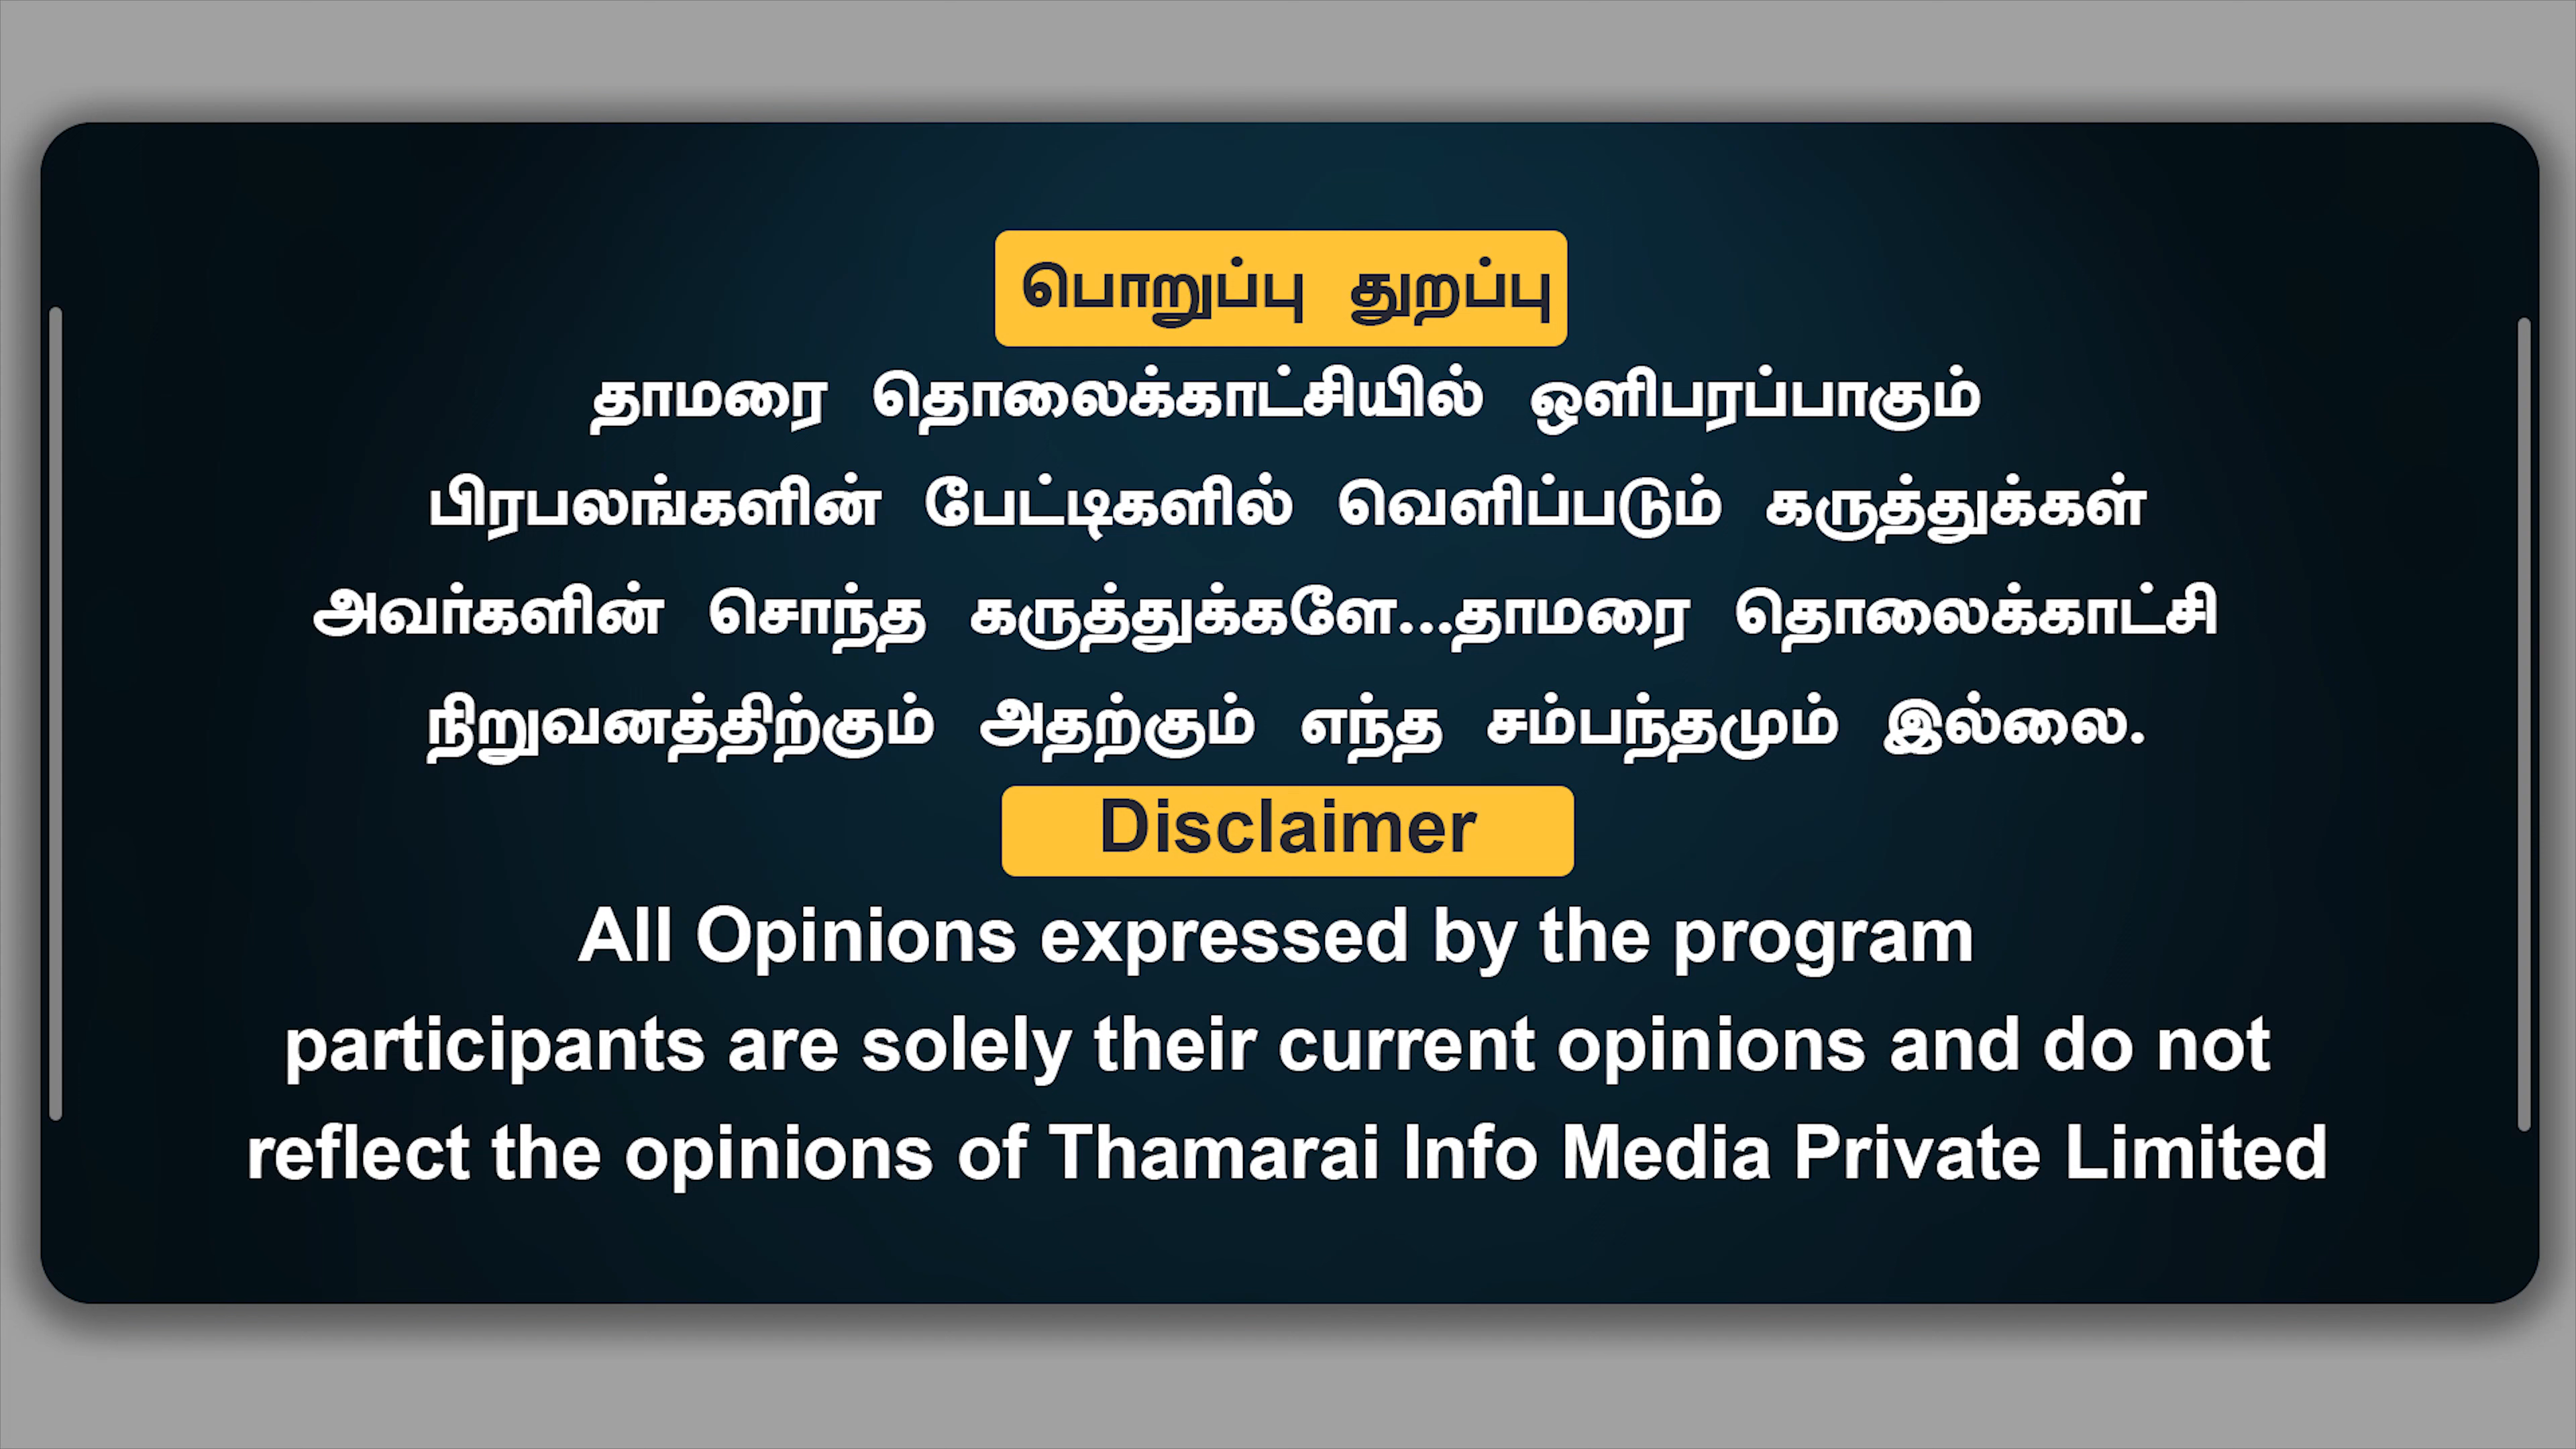 பொறுப்பு துறப்பு
தாமரை தொலைக்காட்சியில் ஒளிபரப்பாகும்
பிரபலங்களின் பேட்டிகளில் வெளிப்படும் கருத்துக்கள்
அவர்களின் சொந்த கருத்துக்களே...தாமரை தொலைக்காட்சி
நிறுவனத்திற்கும் அதற்கும் எந்த சம்பந்தமும் இல்லை.
Disclaimer
All Opinions expressed by the program
participants are solely their current opinions and do not
reflect the opinions of Thamarai Info Media Private Limited